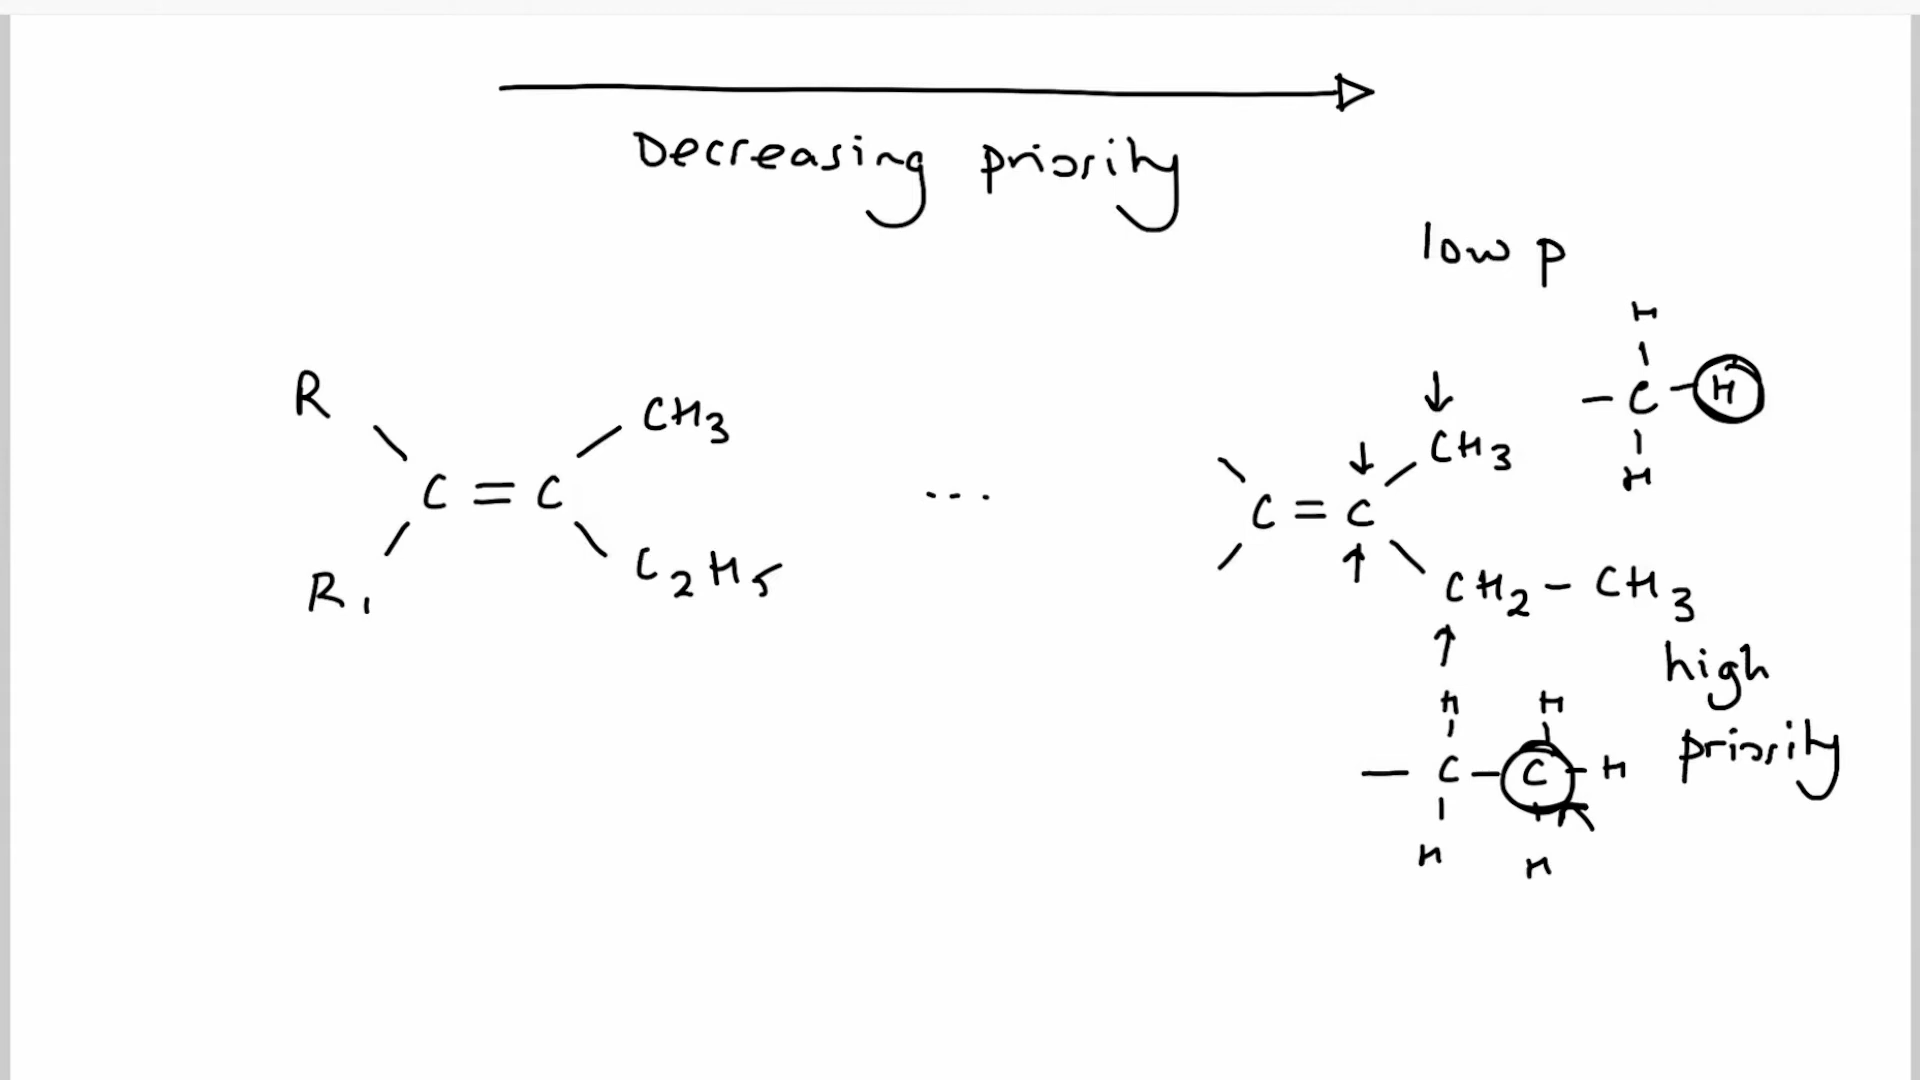 Decreasing priority
low p
H
R
CH3
- C - H
CH3
H
C = C
...
C = C
C2H5
CH2 - CH3
R1
high
H H
priority
- C - C - H
H H